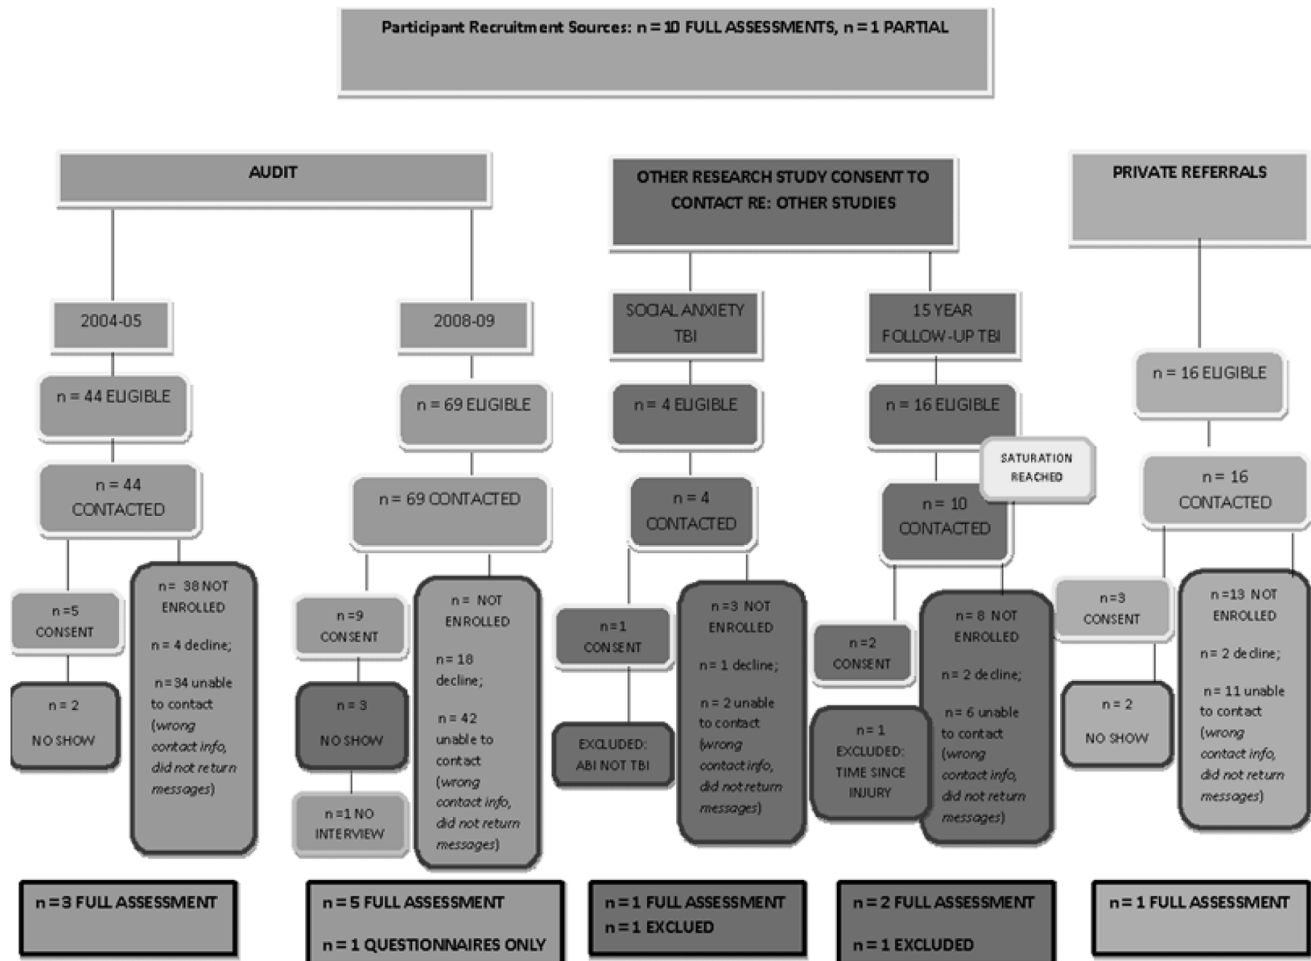 Participant Recruitment Sources: n = 10 FULL ASSESSMENTS, n = 1 PARTIAL
AUDIT
2004-05
n = 44 ELIGIBLE
n = 44
CONTACTED
n=5
CONSENT
n = 2
NO SHOW
n= 38 NOT
ENROLLED
n = 4 decline;
n=34 unable
to contact
(wrong
contact info,
did not return
messages)
n = 3 FULL ASSESSMENT
2008-09
n = 69 ELIGIBLE
n = 69 CONTACTED
n=9
CONSENT
n = 3
NO SHOW
n=1 NO
INTERVIEW
n= NOT
ENROLLED
n= 18
decline;
n = 42
unable to
contact
(wrong
contact info,
did not return
messages)
n = 5 FULL ASSESSMENT
n = 1 QUESTIONNAIRES ONLY
OTHER RESEARCH STUDY CONSENT TO
CONTACT RE: OTHER STUDIES
SOCIAL ANXIETY
TBI
n = 4 ELIGIBLE
n = 4
CONTACTED
n=1
CONSENT
EXCLUDED:
ABI NOT TBI
n=3 NOT
ENROLLED
n= 1 decline;
n= 2 unable
to contact
(wrong
contact info,
did not return
messages)
n = 1 FULL ASSESSMENT
n = 1 EXCLUED
15 YEAR
FOLLOW-UP TBI
n = 16 ELIGIBLE
SATURATION
REACHED
n = 10
CONTACTED
n=2
CONSENT
n= 1
EXCLUDED:
TIME SINCE
INJURY
n= 8 NOT
ENROLLED
n= 2 decline;
n= 6 unable
to contact
(wrong
contact info,
did not return
messages)
n = 2 FULL ASSESSMENT
n = 1 EXCLUDED
PRIVATE REFERRALS
n = 16 ELIGIBLE
n = 16
CONTACTED
n=3
CONSENT
n= 2
NO SHOW
n=13 NOT
ENROLLED
n= 2 decline;
n= 11 unable
to contact
(wrong
contact info,
did not return
messages)
n = 1 FULL ASSESSMENT